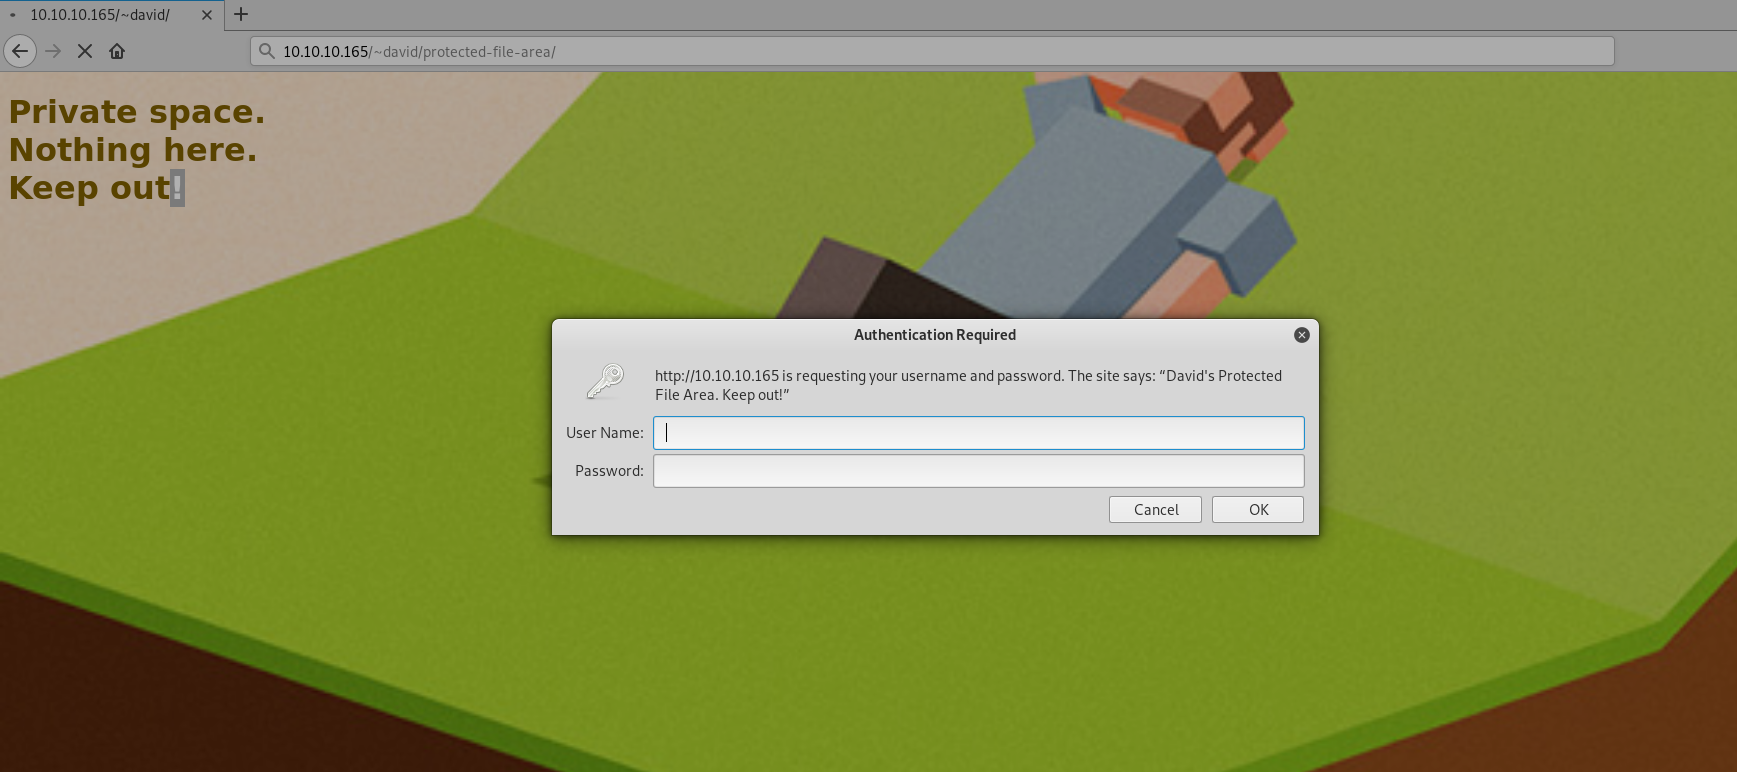 10.10.10.165/~david/
10.10.10.165/~david/protected-file-area/
Private space.
Nothing here.
Keep out!
Authentication Required
http://10.10.10.165 is requesting your username and password. The site says: “David's Protected
File Area. Keep out!”
User Name:
Password:
Cancel OK